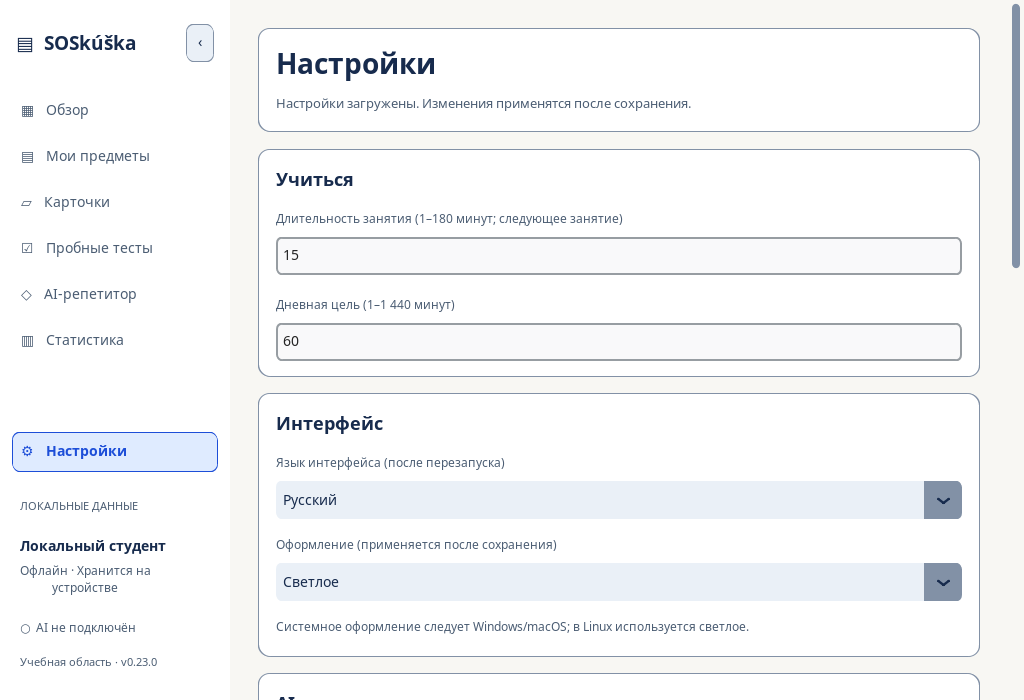 SOSkúška
‹
Обзор
Мои предметы
Карточки
Пробные тесты
AI-репетитор
Статистика
Настройки
ЛОКАЛЬНЫЕ ДАННЫЕ
Локальный студент
Офлайн · Хранится на
устройстве
AI не подключён
Учебная область · v0.23.0
Настройки
Настройки загружены. Изменения применятся после сохранения.
Учиться
Длительность занятия (1–180 минут; следующее занятие)
15
Дневная цель (1–1 440 минут)
60
Интерфейс
Язык интерфейса (после перезапуска)
Русский
Оформление (применяется после сохранения)
Светлое
Системное оформление следует Windows/macOS; в Linux используется светлое.
AI